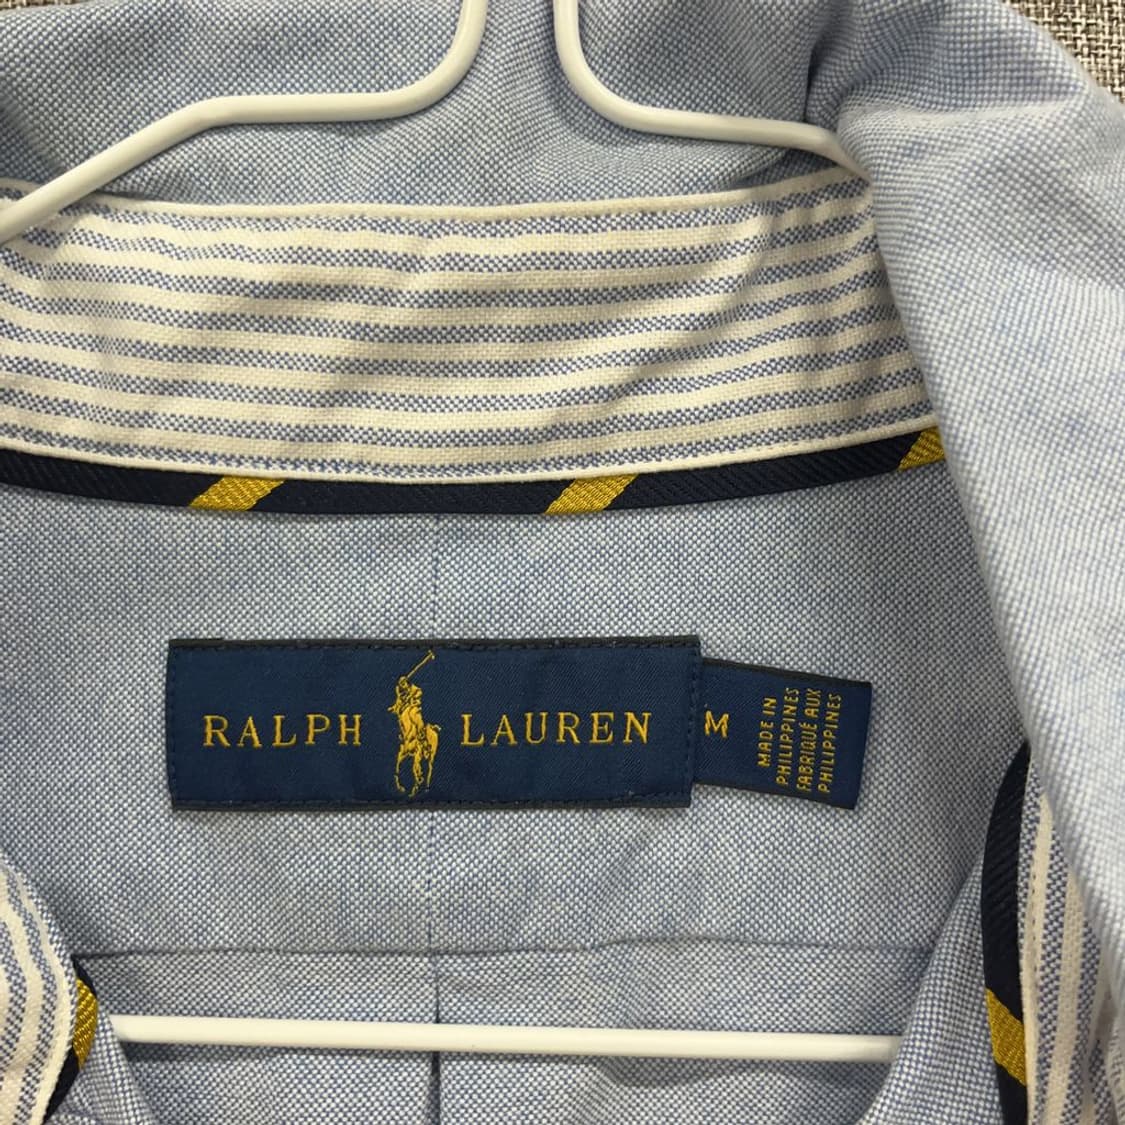 RALPH LAUREN
M
MADE IN
PHILIPPINES
FABRIQUÉ AUX
PHILIPPINES